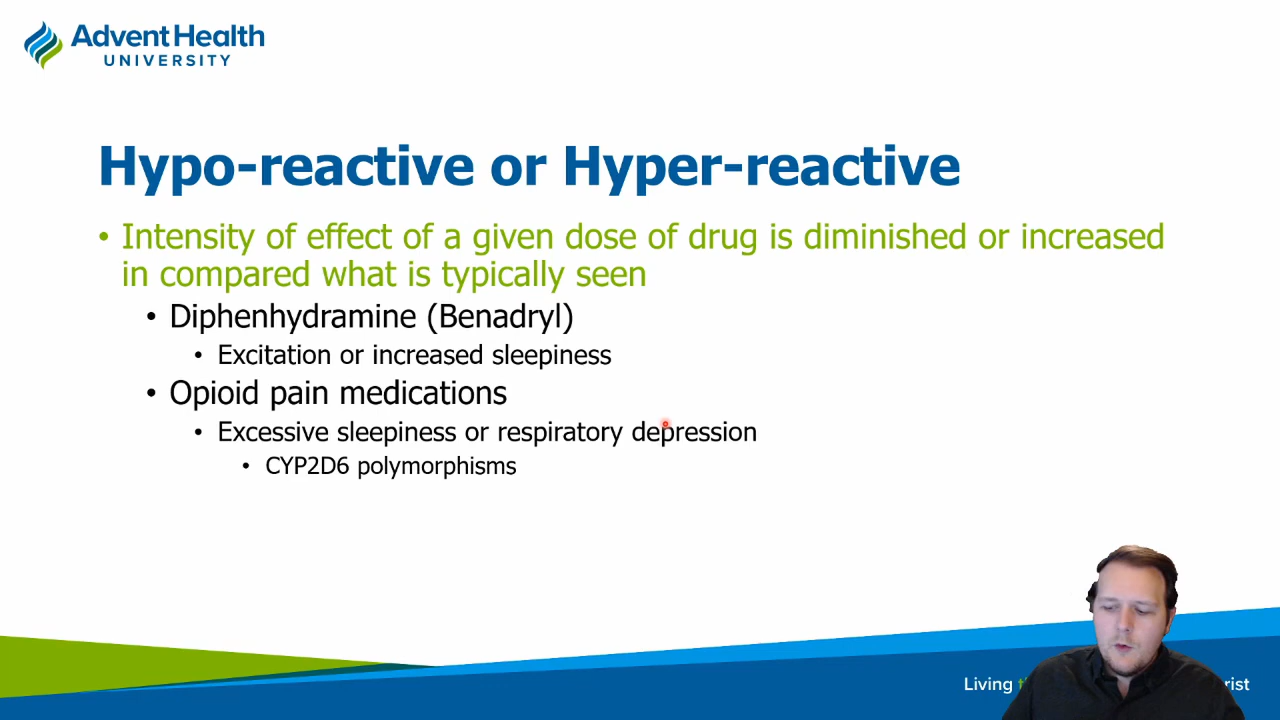 Advent Health
UNIVERSITY
Hypo-reactive or Hyper-reactive
• Intensity of effect of a given dose of drug is diminished or increased
in compared what is typically seen
• Diphenhydramine (Benadryl)
• Excitation or increased sleepiness
• Opioid pain medications
• Excessive sleepiness or respiratory depression
• CYP2D6 polymorphisms
Living